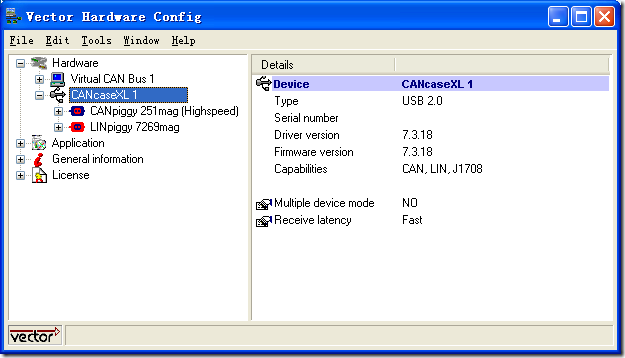 Vector Hardware Config
File Edit Tools Window Help
Hardware
Virtual CAN Bus 1
CANcaseXL 1
CANpiggy 251mag (Highspeed)
LINpiggy 7269mag
Application
General information
License
Details
Device CANcaseXL 1
Type USB 2.0
Serial number
Driver version 7.3.18
Firmware version 7.3.18
Capabilities CAN, LIN, J1708
Multiple device mode NO
Receive latency Fast
vector